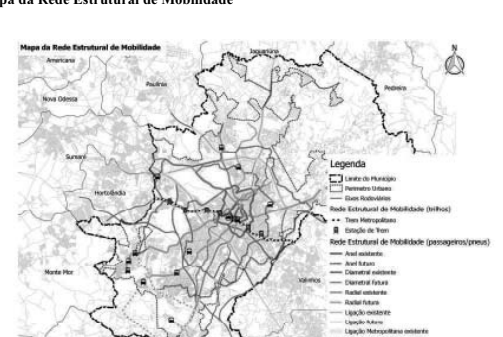 pa da Rede Estrutural de Mobilidade
Mapa da Rede Estrutural de Mobilidade
N
Americana
Jaguariúna
Paulínia
Pedreira
Nova Odessa
Sumaré
Hortolândia
Monte Mor
Valinhos
Legenda
Limite do Município
Perímetro Urbano
Eixos Rodoviários
Rede Estrutural de Mobilidade (trilhos)
Trem Metropolitano
Estação de Trem
Rede Estrutural de Mobilidade (passageiros/pneus)
Anel existente
Anel futuro
Diametral existente
Diametral futura
Radial existente
Radial futura
Ligação existente
Ligação futura
Ligação Metropolitana existente